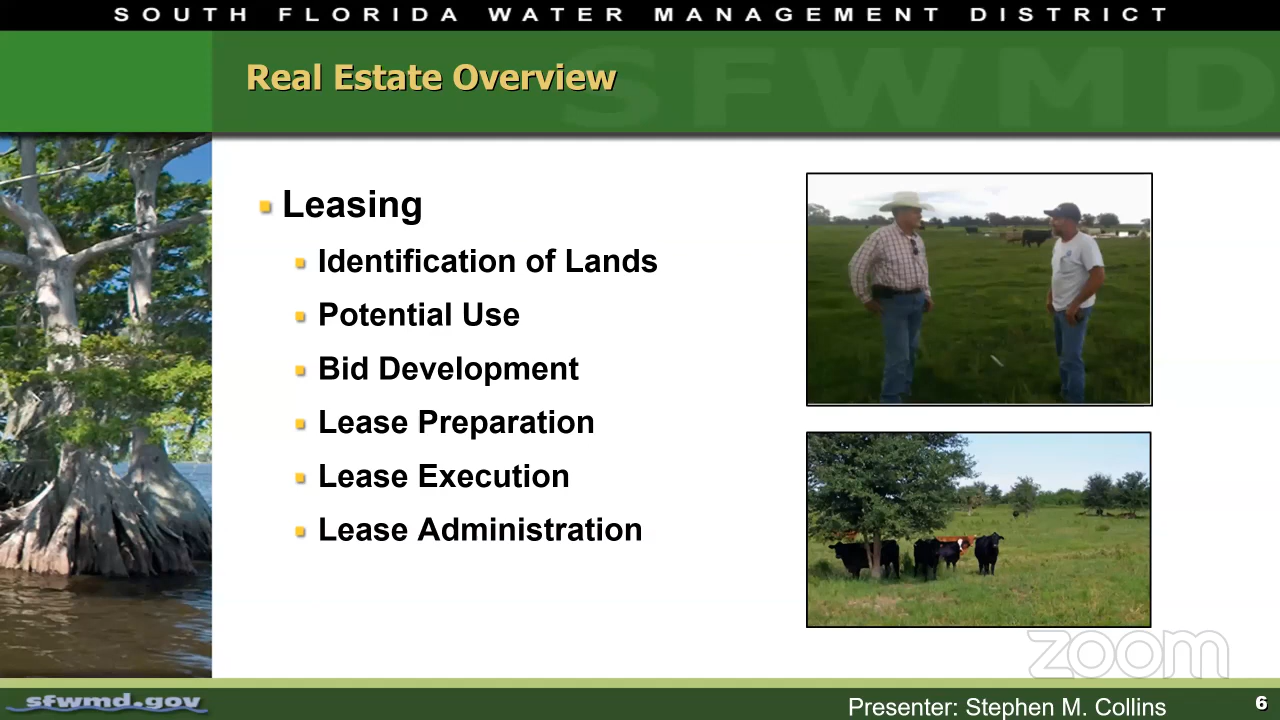 SOUTH FLORIDA WATER MANAGEMENT DISTRICT
Real Estate Overview
SFWMD
Leasing
Identification of Lands
Potential Use
Bid Development
Lease Preparation
Lease Execution
Lease Administration
zoom
sfwmd.gov
Presenter: Stephen M. Collins
6